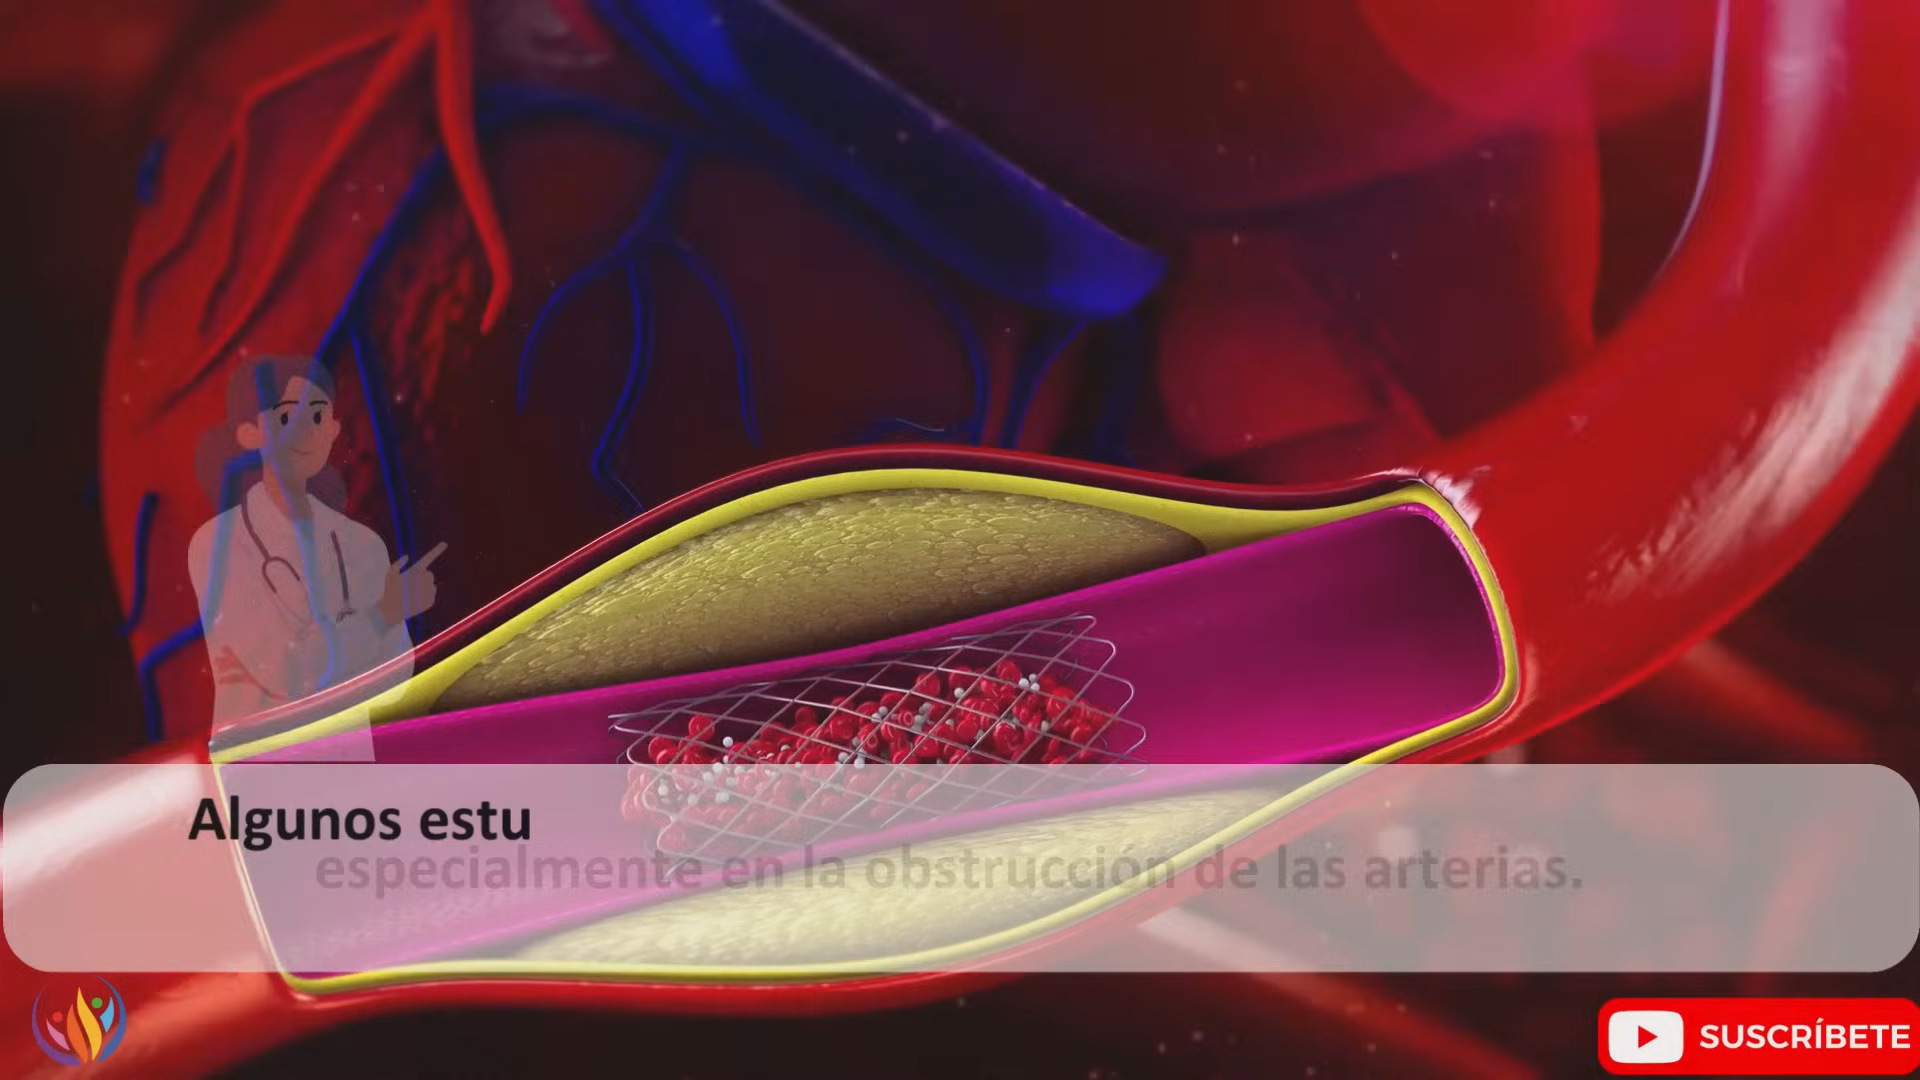 Algunos estu
especialmente en la obstrucción de las arterias.
SUSCRÍBETE